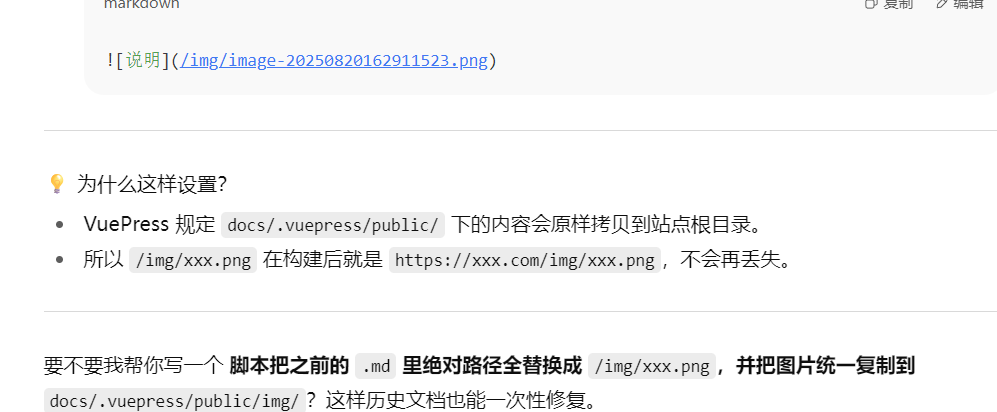 markdown 复制 编辑
![说明](/img/image-20250820162911523.png)
💡 为什么这样设置？
• VuePress 规定 docs/.vuepress/public/ 下的内容会原样拷贝到站点根目录。
• 所以 /img/xxx.png 在构建后就是 https://xxx.com/img/xxx.png，不会再丢失。
要不要我帮你写一个 脚本把之前的 .md 里绝对路径全替换成 /img/xxx.png，并把图片统一复制到
docs/.vuepress/public/img/？这样历史文档也能一次性修复。